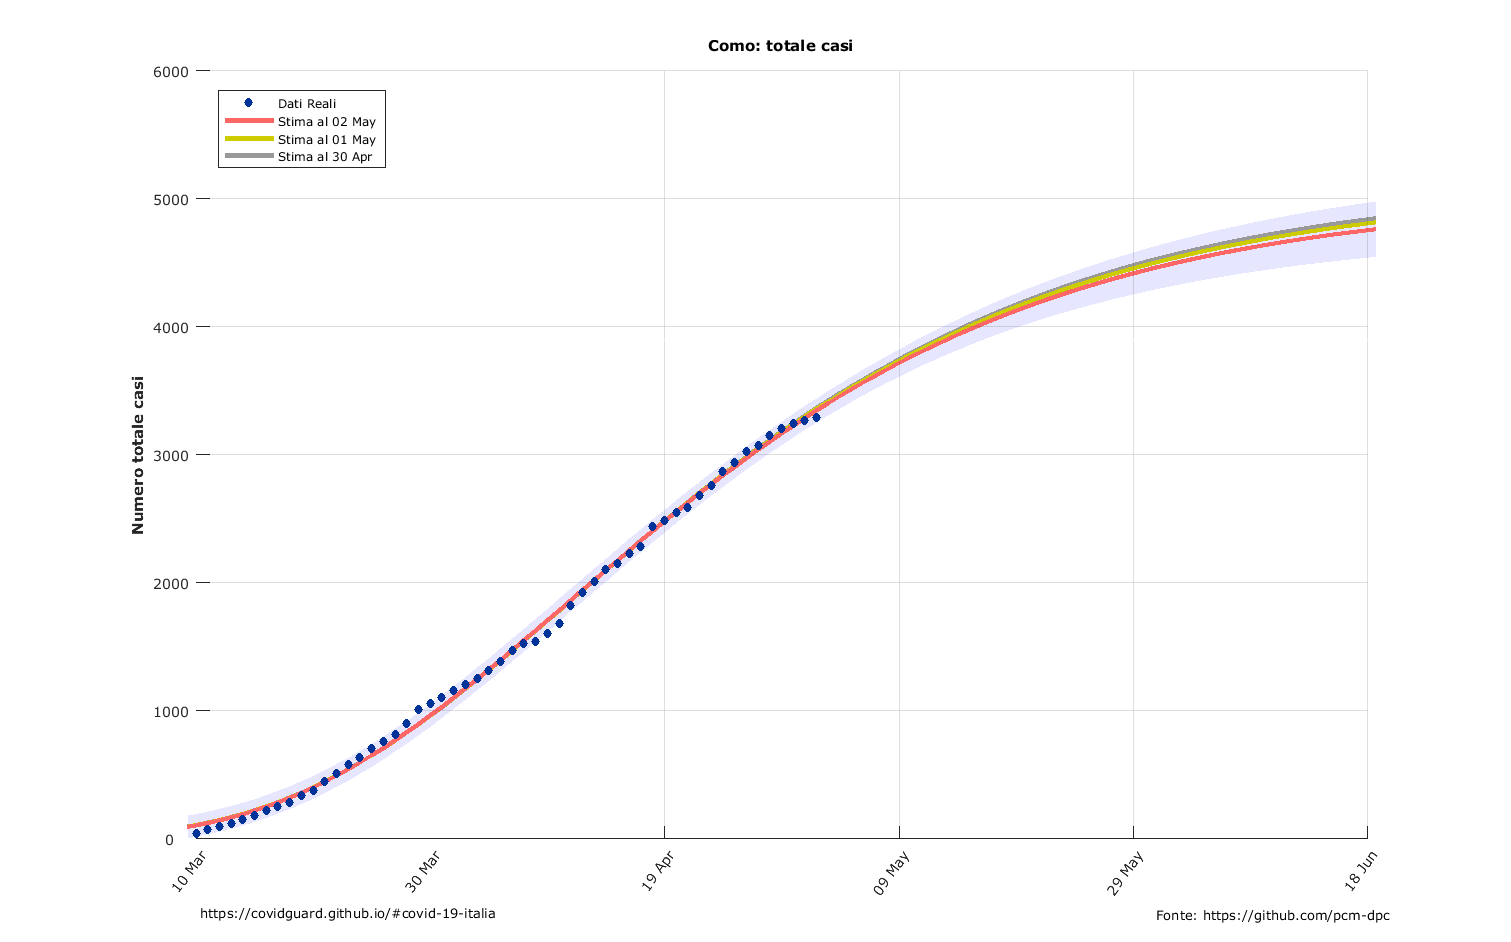 Como: totale casi
6000
5000
4000
3000
2000
1000
0
Numero totale casi
Dati Reali
Stima al 02 May
Stima al 01 May
Stima al 30 Apr
10 Mar
30 Mar
19 Apr
09 May
29 May
18 Jun
https://covidguard.github.io/#covid-19-italia
Fonte: https://github.com/pcm-dpc